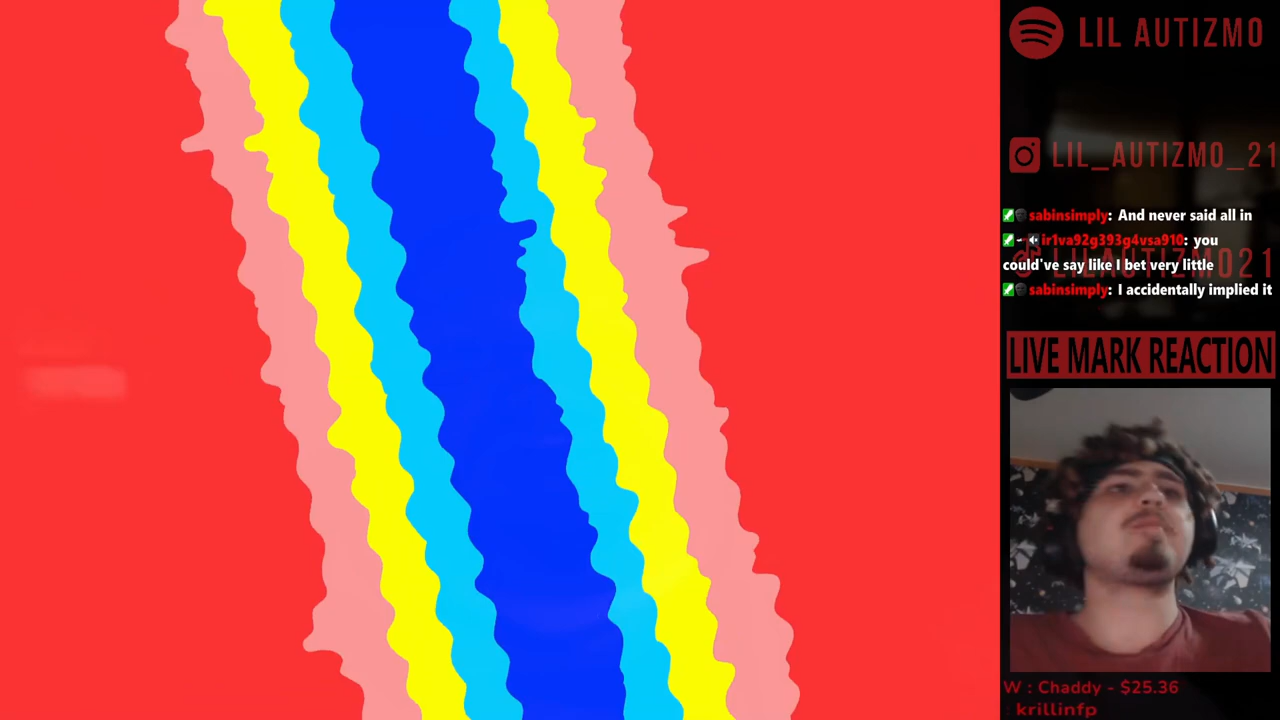 LIL AUTIZMO
LIL_AUTIZMO_21
sabinsimply: And never said all in
ir1va92g393g4vsa910: you
could've say like I bet very little
LILAUTIZMO21
sabinsimply: I accidentally implied it
LIVE MARK REACTION
W : Chaddy - $25.36
: krillinfp